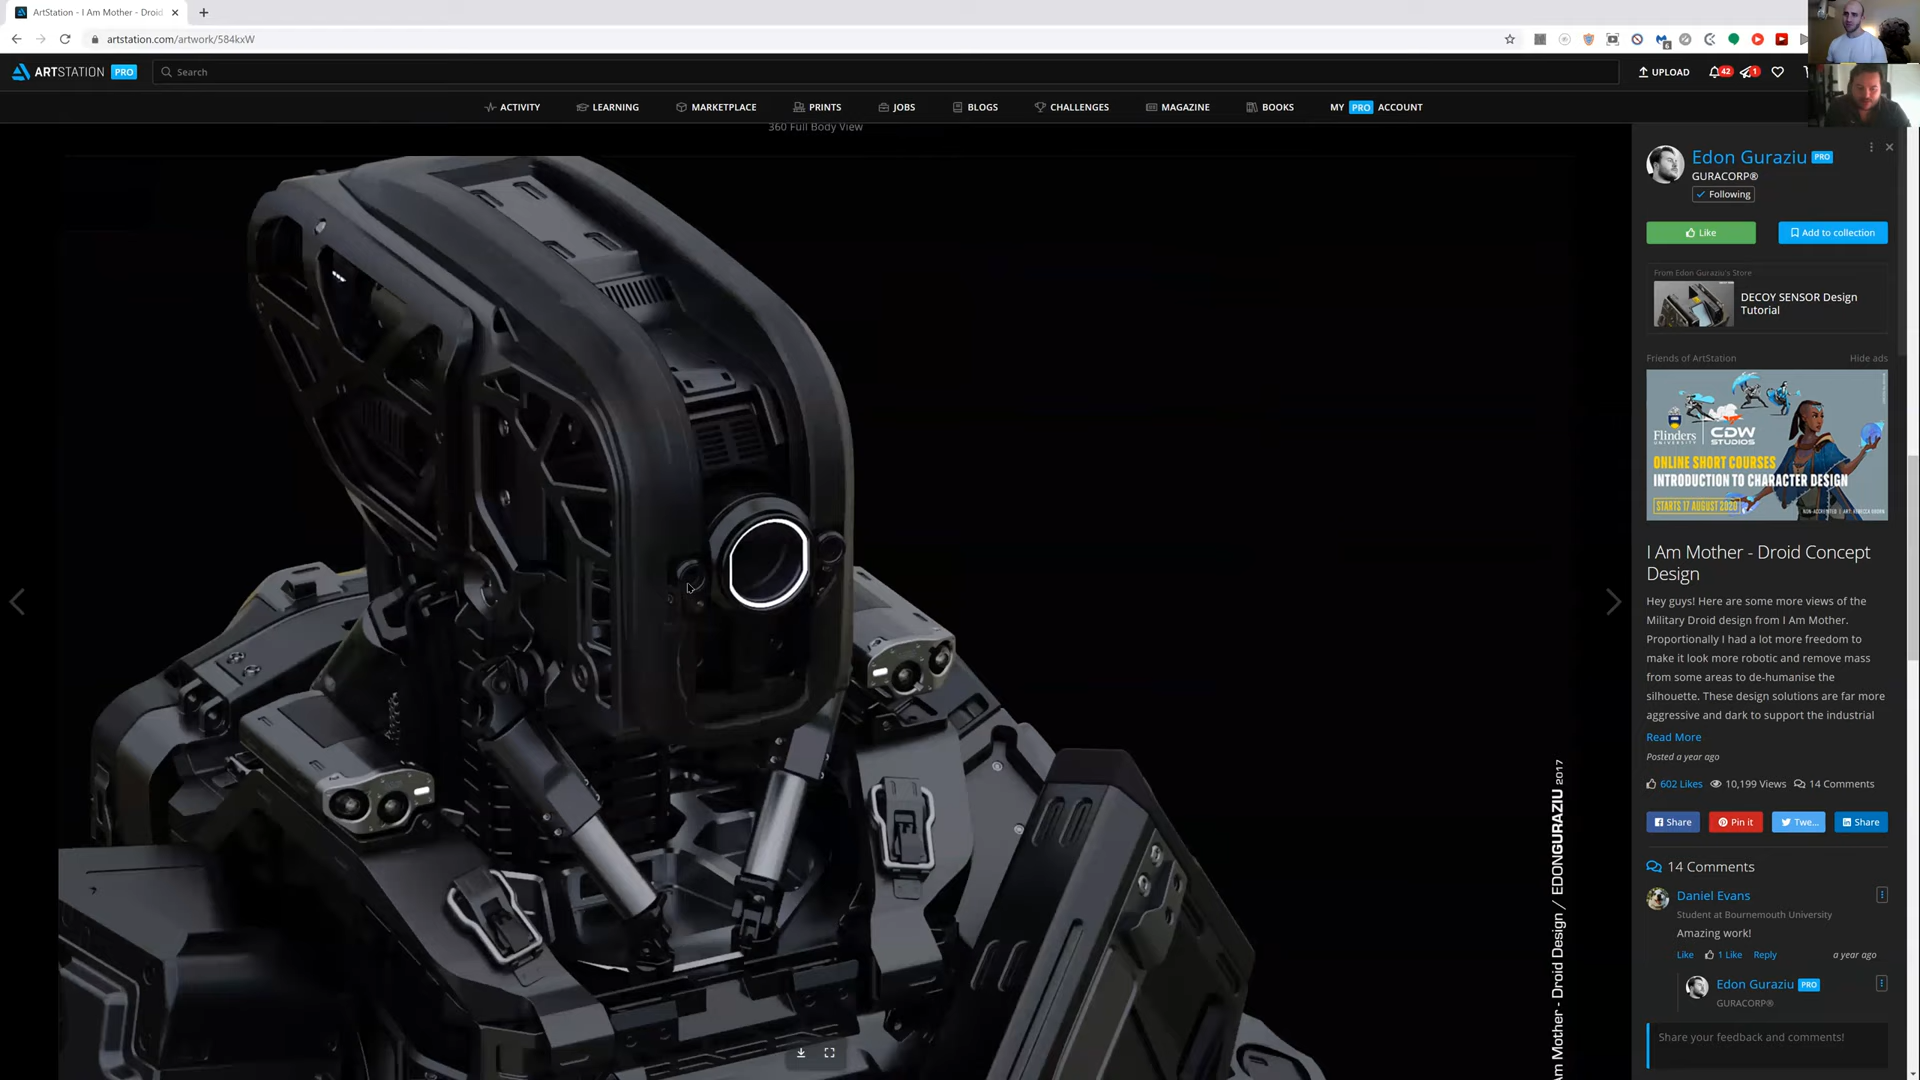 ArtStation - I Am Mother - Droid
artstation.com/artwork/584kxW
ARTSTATION PRO
Search
UPLOAD
42
1
ACTIVITY
LEARNING
MARKETPLACE
PRINTS
JOBS
BLOGS
CHALLENGES
MAGAZINE
BOOKS
MY PRO ACCOUNT
360 Full Body View
Edon Guraziu PRO
GURACORP®
Following
Like
Add to collection
From Edon Guraziu's Store
DECOY SENSOR Design
Tutorial
Friends of ArtStation
Hide ads
Flinders
UNIVERSITY
CDW
STUDIOS
ONLINE SHORT COURSES
INTRODUCTION TO CHARACTER DESIGN
STARTS 17 AUGUST 2020
I Am Mother - Droid Concept
Design
Hey guys! Here are some more views of the
Military Droid design from I Am Mother.
Proportionally I had a lot more freedom to
make it look more robotic and remove mass
from some areas to de-humanise the
silhouette. These design solutions are far more
aggressive and dark to support the industrial
Read More
Posted a year ago
602 Likes
10,199 Views
14 Comments
Share
Pin it
Twe...
Share
14 Comments
Daniel Evans
Student at Bournemouth University
Amazing work!
Like
1 Like
Reply
a year ago
Edon Guraziu PRO
GURACORP®
Share your feedback and comments!
Am Mother - Droid Design / EDONGURAZIU 2017